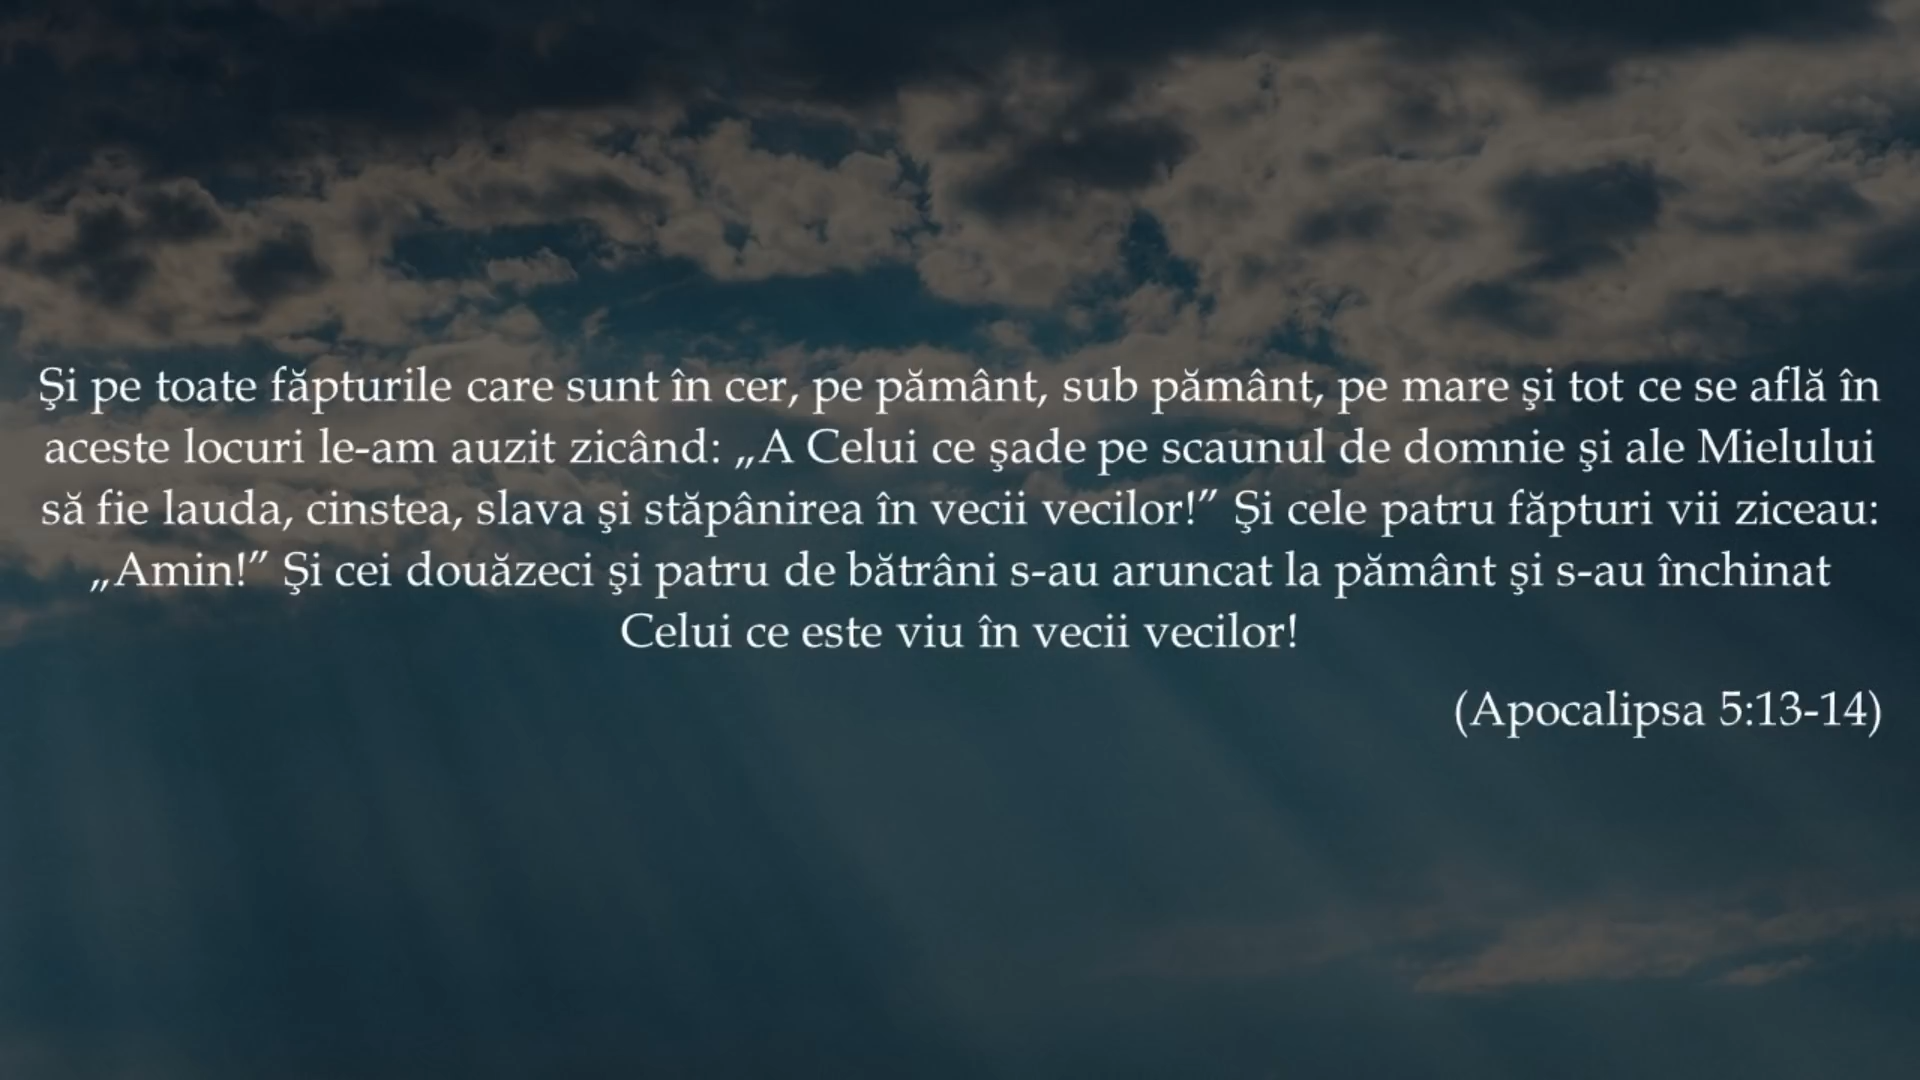 Şi pe toate făpturile care sunt în cer, pe pământ, sub pământ, pe mare şi tot ce se află în
aceste locuri le-am auzit zicând: „A Celui ce şade pe scaunul de domnie şi ale Mielului
să fie lauda, cinstea, slava şi stăpânirea în vecii vecilor!” Şi cele patru făpturi vii ziceau:
„Amin!” Şi cei douăzeci şi patru de bătrâni s-au aruncat la pământ şi s-au închinat
Celui ce este viu în vecii vecilor!
(Apocalipsa 5:13-14)